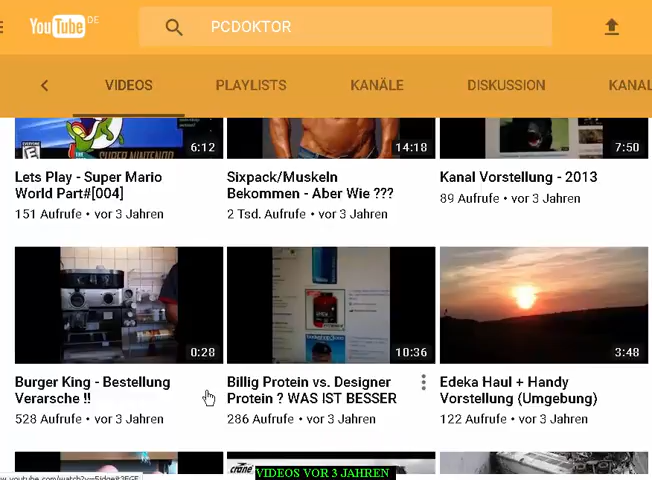 YouTube DE
PCDOKTOR
VIDEOS PLAYLISTS KANÄLE DISKUSSION KANAL
EVERYONE
SUPER NINTENDO
6:12
14:18
7:50
Lets Play - Super Mario
World Part#[004]
151 Aufrufe • vor 3 Jahren
Sixpack/Muskeln
Bekommen - Aber Wie ???
2 Tsd. Aufrufe • vor 3 Jahren
Kanal Vorstellung - 2013
89 Aufrufe • vor 3 Jahren
0:28
10:36
3:48
Burger King - Bestellung
Verarsche !!
528 Aufrufe • vor 3 Jahren
Billig Protein vs. Designer
Protein ? WAS IST BESSER
286 Aufrufe • vor 3 Jahren
Edeka Haul + Handy
Vorstellung (Umgebung)
122 Aufrufe • vor 3 Jahren
crane
VIDEOS VOR 3 JAHREN